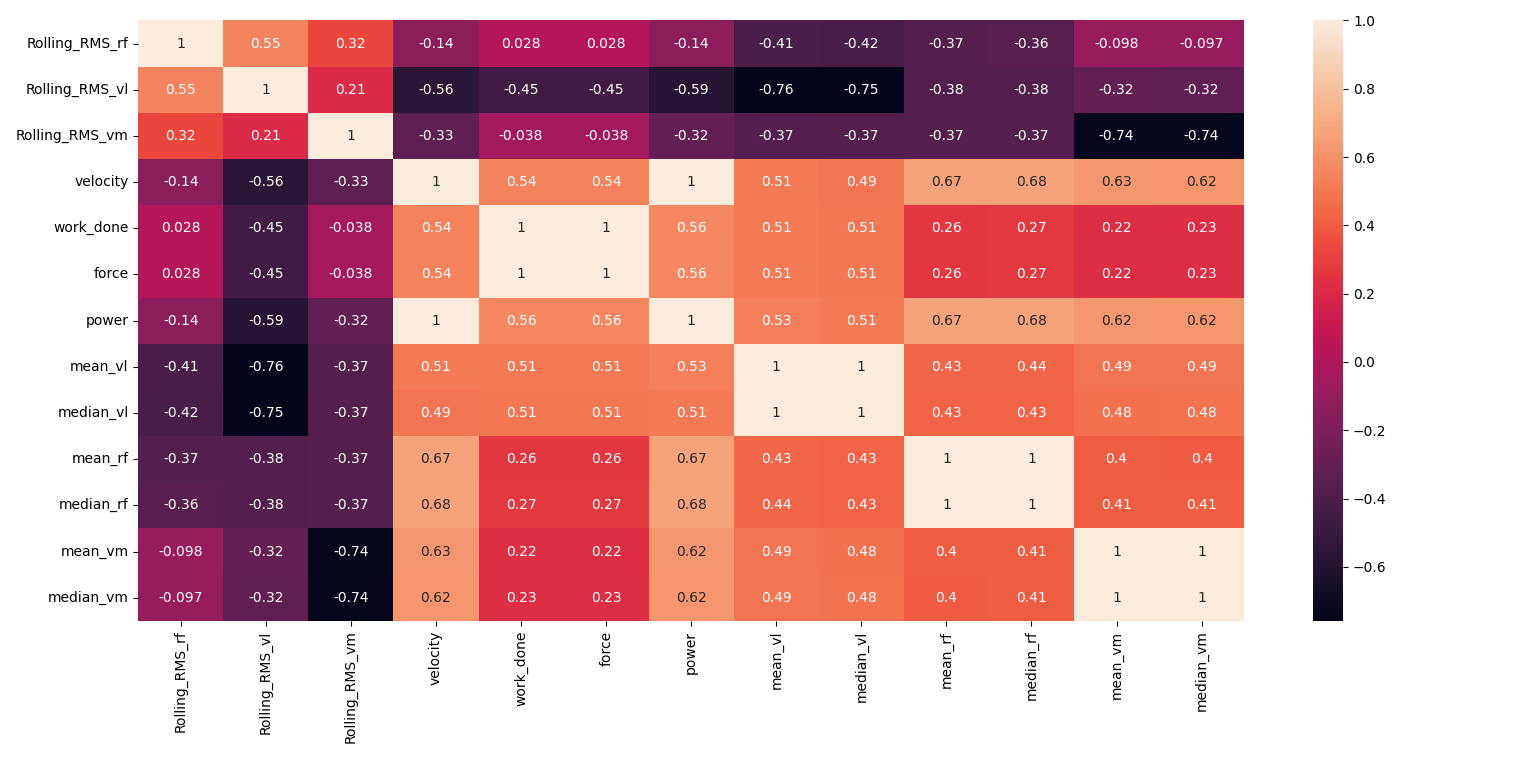 Rolling_RMS_rf 1 0.55 0.32 -0.14 0.028 0.028 -0.14 -0.41 -0.42 -0.37 -0.36 -0.098 -0.097
Rolling_RMS_vl 0.55 1 0.21 -0.56 -0.45 -0.45 -0.59 -0.76 -0.75 -0.38 -0.38 -0.32 -0.32
Rolling_RMS_vm 0.32 0.21 1 -0.33 -0.038 -0.038 -0.32 -0.37 -0.37 -0.37 -0.37 -0.74 -0.74
velocity -0.14 -0.56 -0.33 1 0.54 0.54 1 0.51 0.49 0.67 0.68 0.63 0.62
work_done 0.028 -0.45 -0.038 0.54 1 1 0.56 0.51 0.51 0.26 0.27 0.22 0.23
force 0.028 -0.45 -0.038 0.54 1 1 0.56 0.51 0.51 0.26 0.27 0.22 0.23
power -0.14 -0.59 -0.32 1 0.56 0.56 1 0.53 0.51 0.67 0.68 0.62 0.62
mean_vl -0.41 -0.76 -0.37 0.51 0.51 0.51 0.53 1 1 0.43 0.44 0.49 0.49
median_vl -0.42 -0.75 -0.37 0.49 0.51 0.51 0.51 1 1 0.43 0.43 0.48 0.48
mean_rf -0.37 -0.38 -0.37 0.67 0.26 0.26 0.67 0.43 0.43 1 1 0.4 0.4
median_rf -0.36 -0.38 -0.37 0.68 0.27 0.27 0.68 0.44 0.43 1 1 0.41 0.41
mean_vm -0.098 -0.32 -0.74 0.63 0.22 0.22 0.62 0.49 0.48 0.4 0.41 1 1
median_vm -0.097 -0.32 -0.74 0.62 0.23 0.23 0.62 0.49 0.48 0.4 0.41 1 1
Rolling_RMS_rf
Rolling_RMS_vl
Rolling_RMS_vm
velocity
work_done
force
power
mean_vl
median_vl
mean_rf
median_rf
mean_vm
median_vm
1.0
0.8
0.6
0.4
0.2
0.0
−0.2
−0.4
−0.6